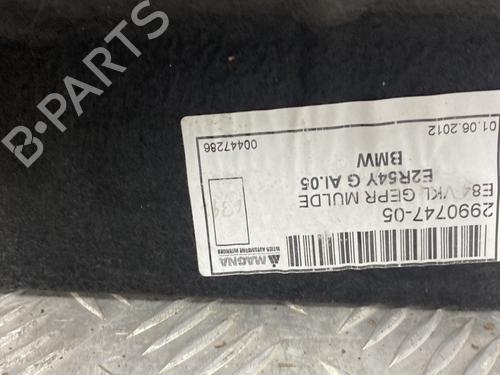 B-PARTS
MAGNA
2990747-05
E84 VKL GEPR MULDE
E2R54Y G AI.05
BMW
00447286
01.06.2012